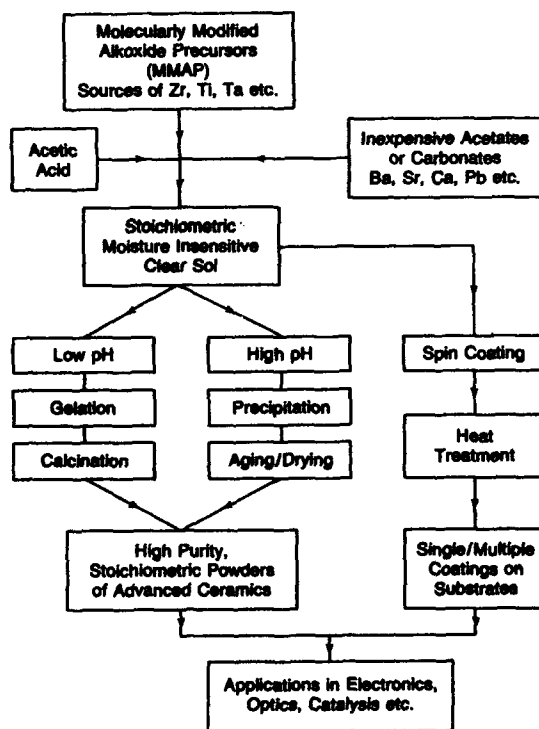 Molecularly Modified
Alkoxide Precursors
(MMAP)
Sources of Zr, Ti, Ta etc.
Acetic
Acid
Inexpensive Acetates
or Carbonates
Ba, Sr, Ca, Pb etc.
Stoichiometric
Moisture Insensitive
Clear Sol
Low pH
High pH
Spin Coating
Gelation
Precipitation
Heat
Treatment
Calcination
Aging/Drying
High Purity,
Stoichiometric Powders
of Advanced Ceramics
Single/Multiple
Coatings on
Substrates
Applications in Electronics,
Optics, Catalysis etc.